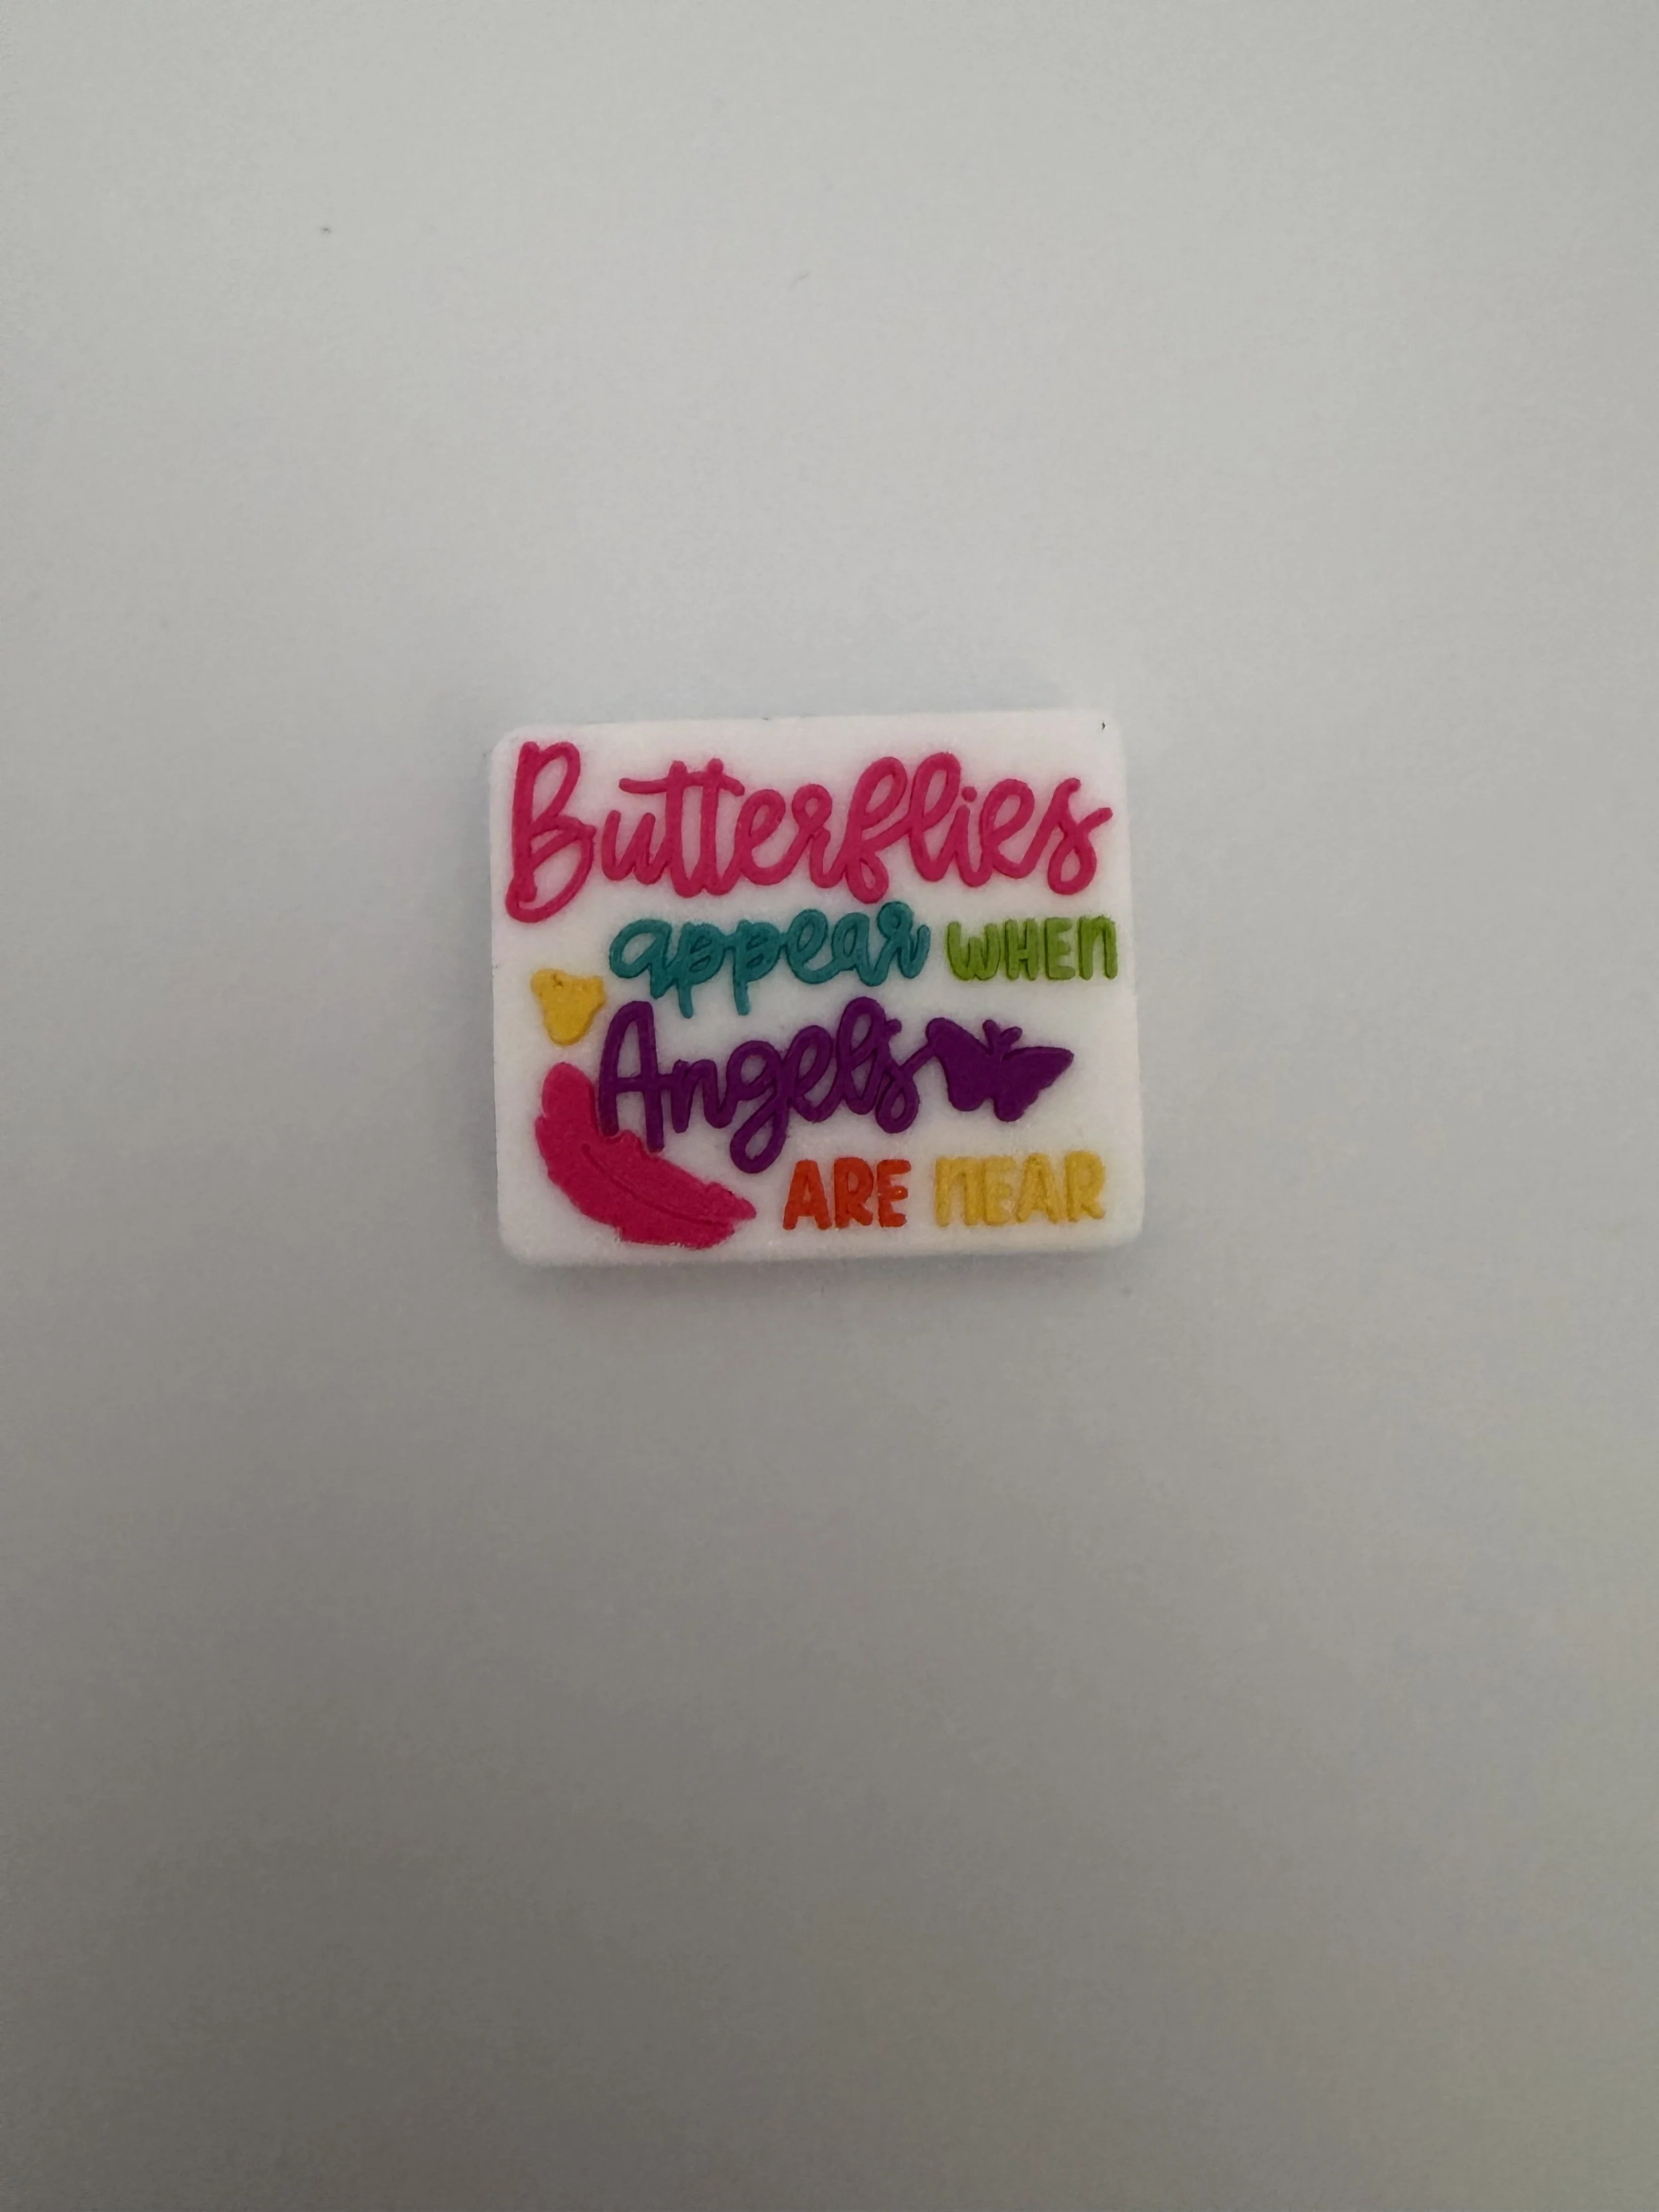 Butterflies
appear WHEN
Angels
ARE NEAR